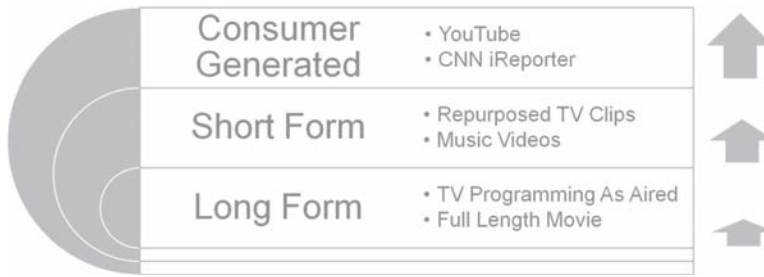 Consumer
Generated
• YouTube
• CNN iReporter
Short Form
• Repurposed TV Clips
• Music Videos
Long Form
• TV Programming As Aired
• Full Length Movie